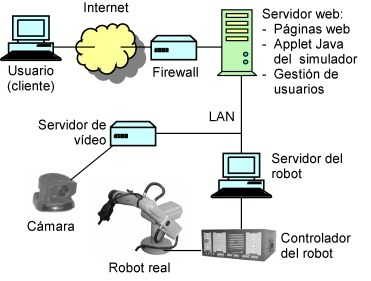 Internet
Servidor web:
- Páginas web
- Applet Java
del simulador
- Gestión de
usuarios
Usuario
(cliente)
Firewall
LAN
Servidor de
vídeo
Servidor del
robot
Cámara
Controlador
del robot
Robot real